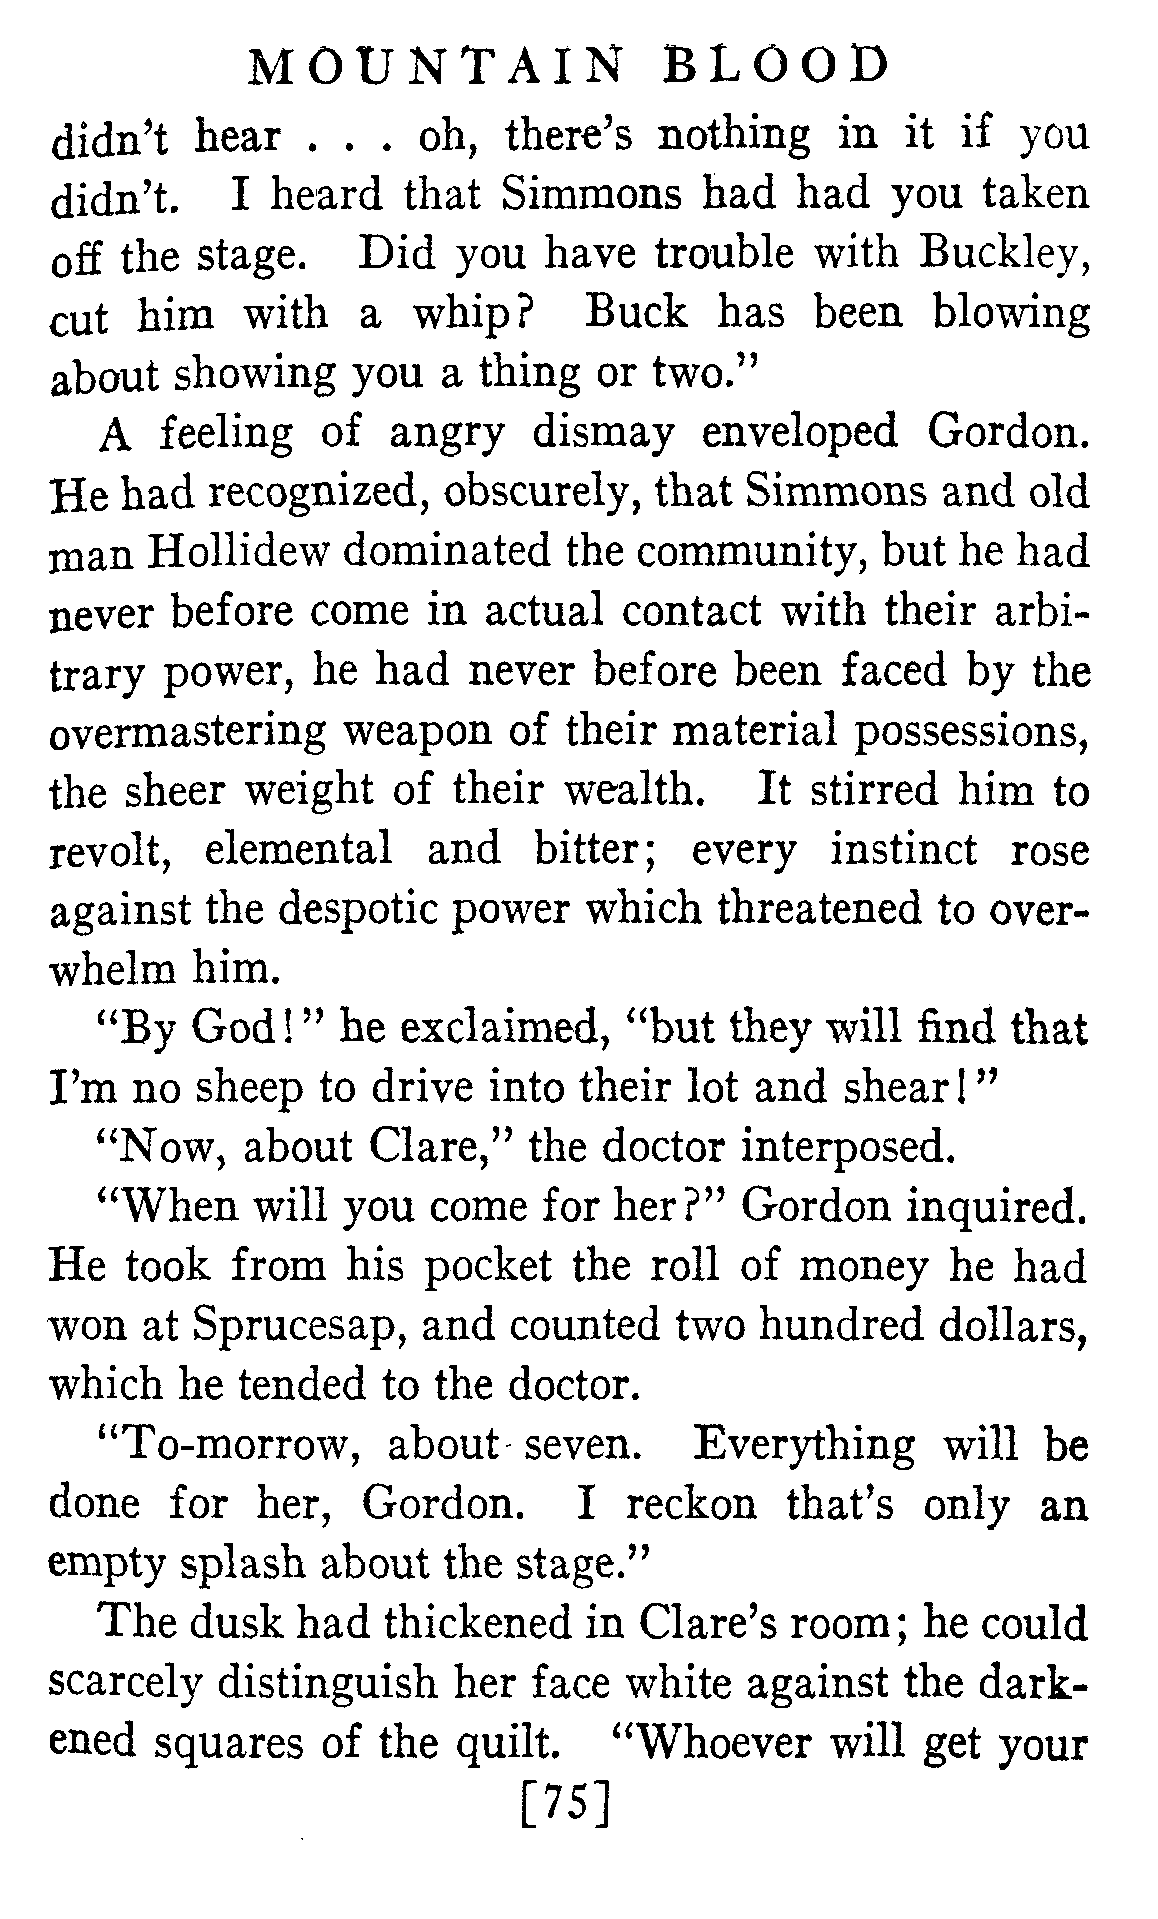 MOUNTAIN BLOOD
didn't hear . . . oh, there's nothing in it if you
didn't. I heard that Simmons had had you taken
off the stage. Did you have trouble with Buckley,
cut him with a whip? Buck has been blowing
about showing you a thing or two."
A feeling of angry dismay enveloped Gordon.
He had recognized, obscurely, that Simmons and old
man Hollidew dominated the community, but he had
never before come in actual contact with their arbi-
trary power, he had never before been faced by the
overmastering weapon of their material possessions,
the sheer weight of their wealth. It stirred him to
revolt, elemental and bitter; every instinct rose
against the despotic power which threatened to over-
whelm him.
"By God!" he exclaimed, "but they will find that
I'm no sheep to drive into their lot and shear!"
"Now, about Clare," the doctor interposed.
"When will you come for her?" Gordon inquired.
He took from his pocket the roll of money he had
won at Sprucesap, and counted two hundred dollars,
which he tended to the doctor.
"To-morrow, about seven. Everything will be
done for her, Gordon. I reckon that's only an
empty splash about the stage."
The dusk had thickened in Clare's room; he could
scarcely distinguish her face white against the dark-
ened squares of the quilt. "Whoever will get your
[75]